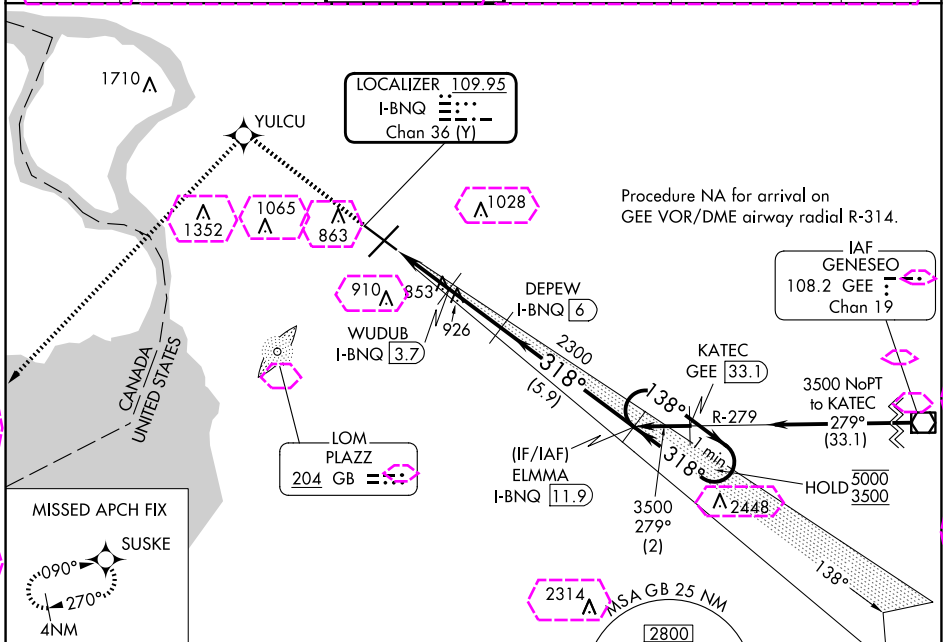 1710
LOCALIZER 109.95
I-BNQ
Chan 36 (Y)
YULCU
1352
1065
863
1028
Procedure NA for arrival on
GEE VOR/DME airway radial R-314.
IAF
GENESEO
108.2 GEE
Chan 19
910
853
926
DEPEW
I-BNQ 6
WUDUB
I-BNQ 3.7
2300
318°
(5.9)
KATEC
GEE 33.1
138°
R-279
3500 NoPT
to KATEC
279°
(33.1)
1 min
318°
CANADA
UNITED STATES
LOM
PLAZZ
204 GB
(IF/IAF)
ELMMA
I-BNQ 11.9
HOLD 5000
3500
3500
279°
(2)
2448
138°
MISSED APCH FIX
SUSKE
090°
270°
4NM
2314
MSA GB 25 NM
2800